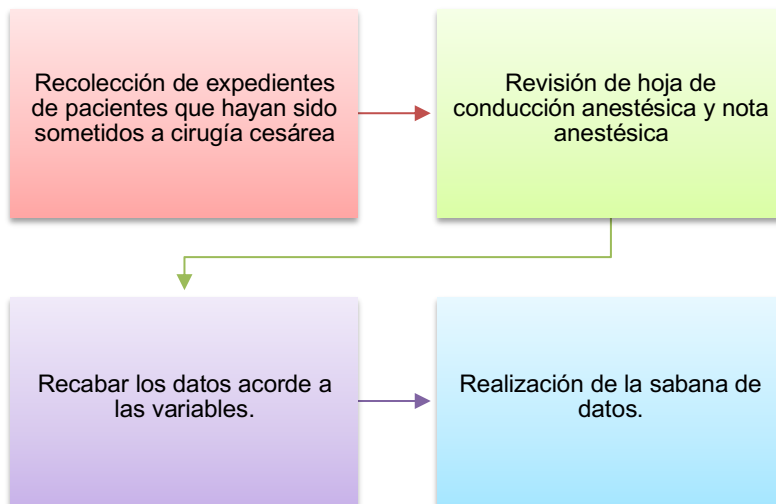 Recolección de expedientes
de pacientes que hayan sido
sometidos a cirugía cesárea
Revisión de hoja de
conducción anestésica y nota
anestésica
Recabar los datos acorde a
las variables.
Realización de la sabana de
datos.